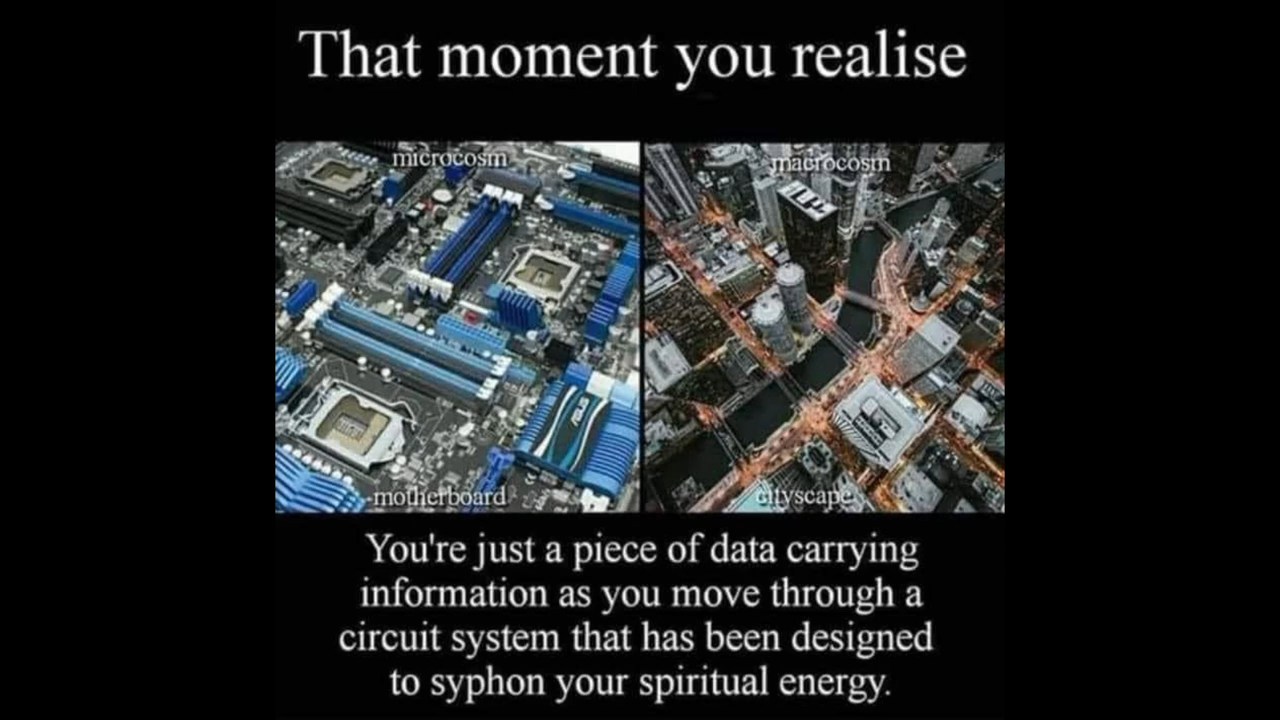 That moment you realise
microcosm
macrocosm
ASUS
motherboard
cityscape
You're just a piece of data carrying
information as you move through a
circuit system that has been designed
to syphon your spiritual energy.